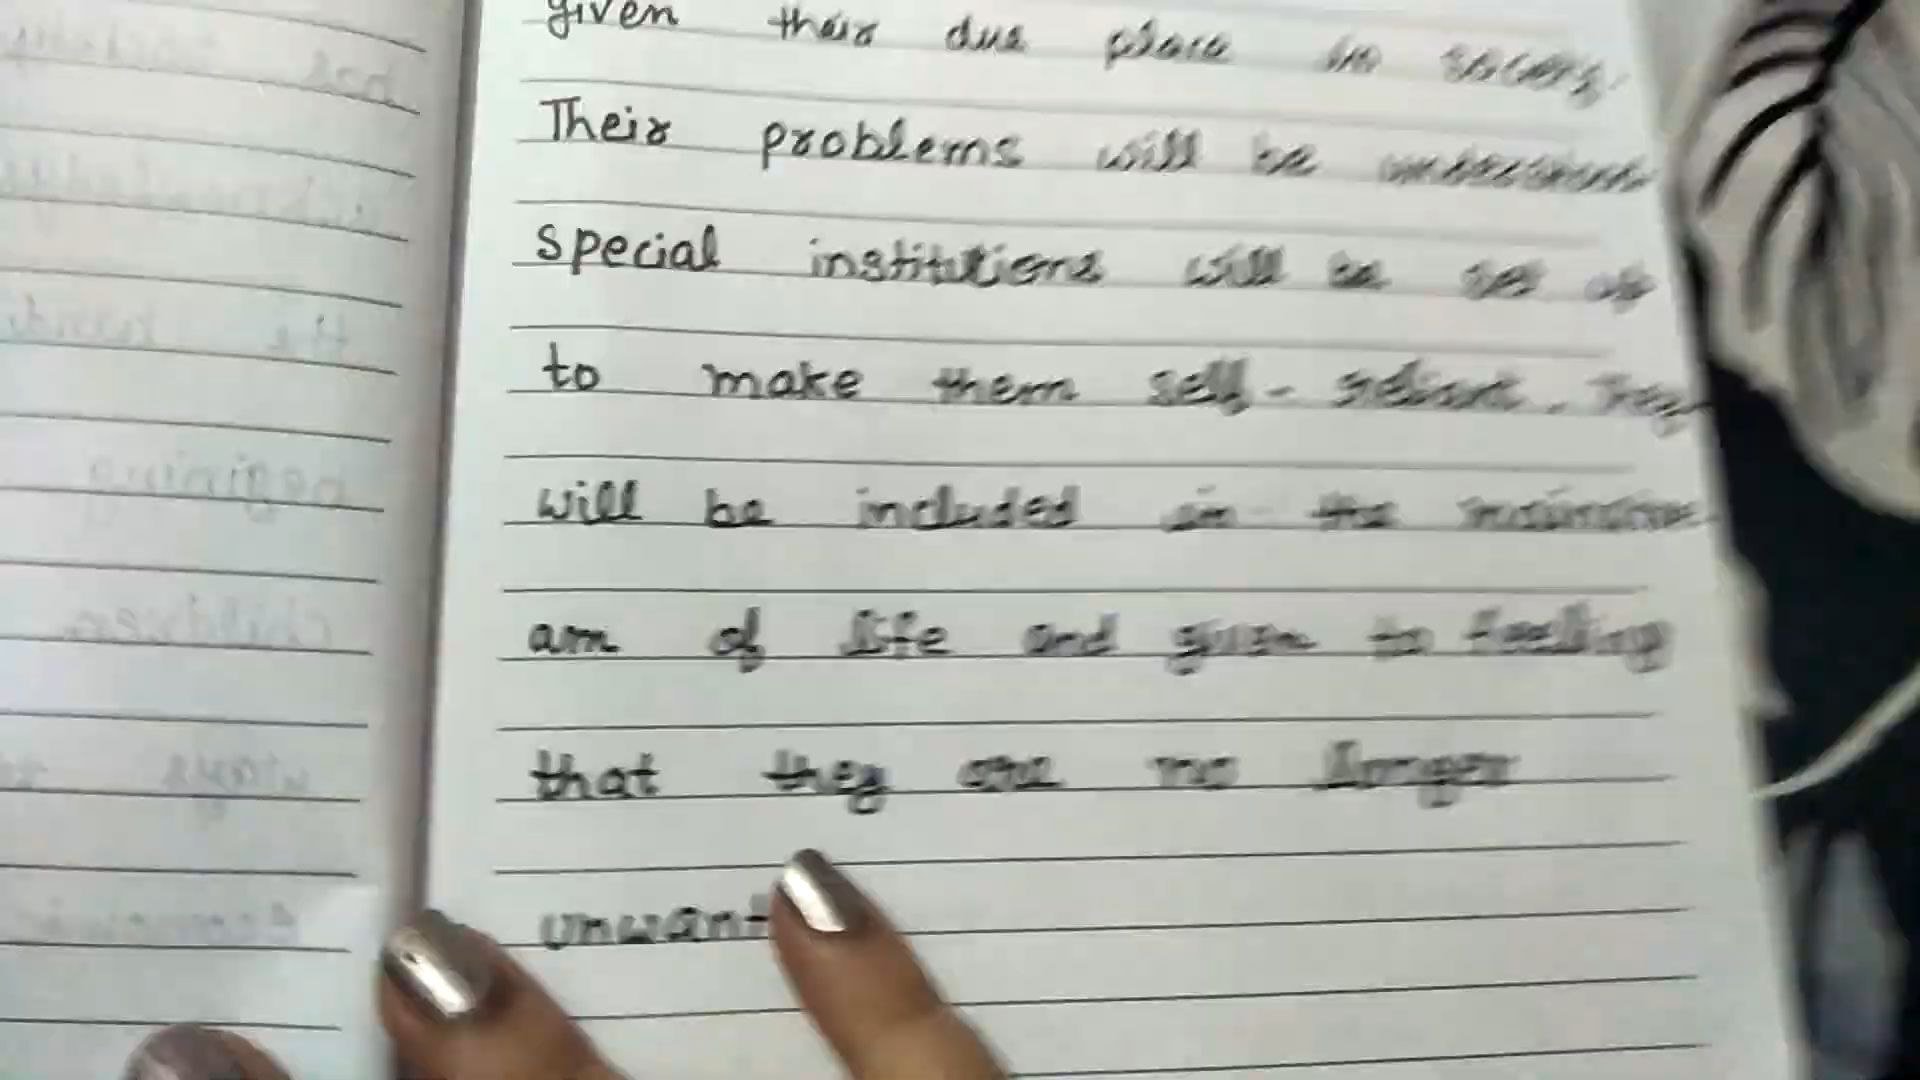 given their due place in society.
Their problems will be understood
special institutions will be set up
to make them self-reliant. They
will be included in the mainstre
am of life and given to feeling
that they are no longer
unwant